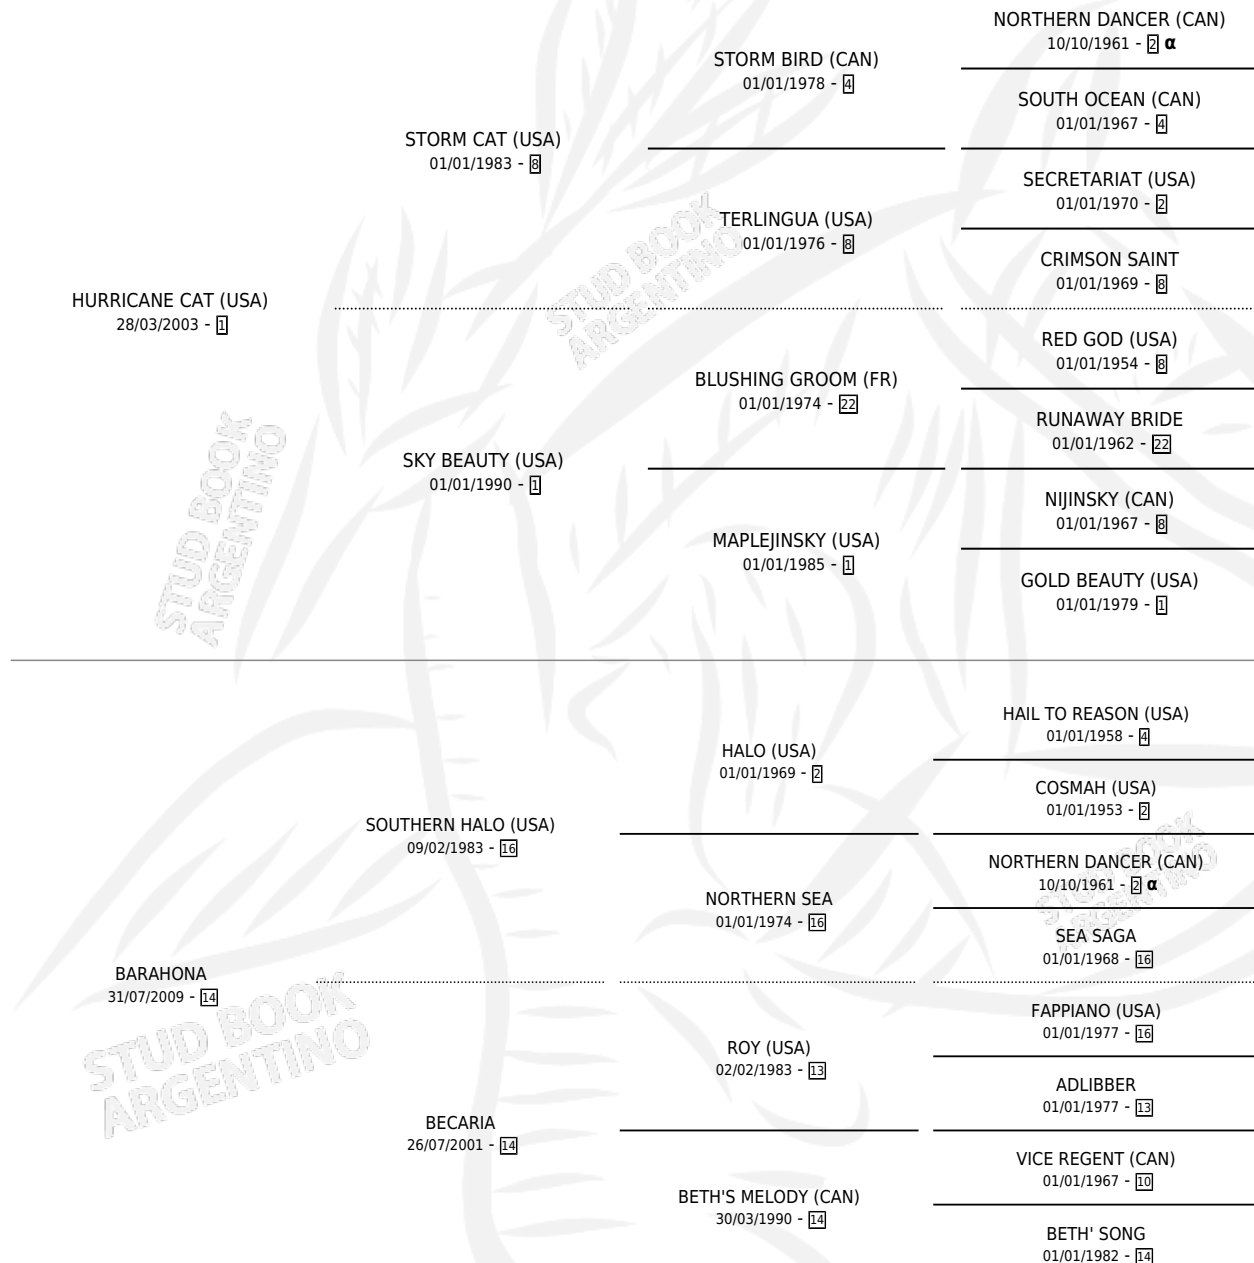 NORTHERN DANCER (CAN)
10/10/1961 - 2 α
STORM BIRD (CAN)
01/01/1978 - 4
SOUTH OCEAN (CAN)
01/01/1967 - 4
STORM CAT (USA)
01/01/1983 - 8
SECRETARIAT (USA)
01/01/1970 - 2
TERLINGUA (USA)
01/01/1976 - 8
CRIMSON SAINT
01/01/1969 - 8
HURRICANE CAT (USA)
28/03/2003 - 1
RED GOD (USA)
01/01/1954 - 8
BLUSHING GROOM (FR)
01/01/1974 - 22
RUNAWAY BRIDE
01/01/1962 - 22
SKY BEAUTY (USA)
01/01/1990 - 1
NIJINSKY (CAN)
01/01/1967 - 8
MAPLEJINSKY (USA)
01/01/1985 - 1
GOLD BEAUTY (USA)
01/01/1979 - 1
HAIL TO REASON (USA)
01/01/1958 - 4
HALO (USA)
01/01/1969 - 2
COSMAH (USA)
01/01/1953 - 2
SOUTHERN HALO (USA)
09/02/1983 - 16
NORTHERN DANCER (CAN)
10/10/1961 - 2 α
NORTHERN SEA
01/01/1974 - 16
SEA SAGA
01/01/1968 - 16
BARAHONA
31/07/2009 - 14
FAPPIANO (USA)
01/01/1977 - 16
ROY (USA)
02/02/1983 - 13
ADLIBBER
01/01/1977 - 13
BECARIA
26/07/2001 - 14
VICE REGENT (CAN)
01/01/1967 - 10
BETH'S MELODY (CAN)
30/03/1990 - 14
BETH' SONG
01/01/1982 - 14
STUD BOOK
ARGENTINO
STUD BOOK
ARGENTINO
STUD BOOK
ARGENTINO
STUD BOOK
ARGENTINO